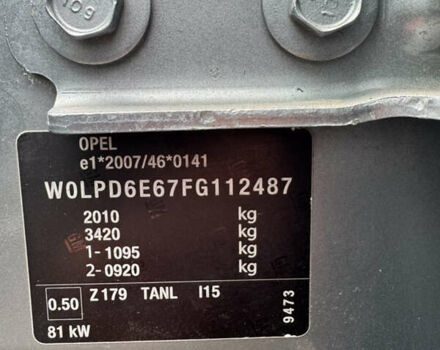 109
OPEL
e1*2007/46*0141
W0LPD6E67FG112487
2010 kg
3420 kg
1-1095 kg
2-0920 kg
0.50 Z179 TANL I15
81 kW
9473